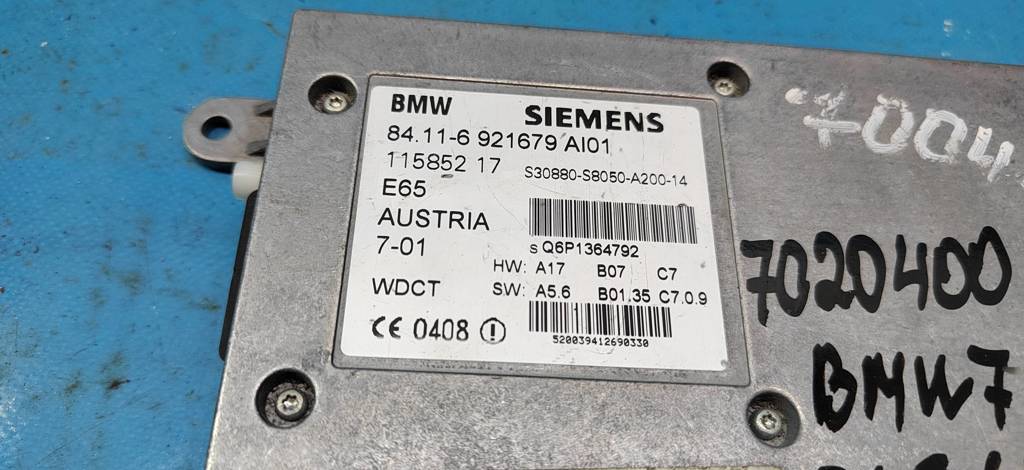 BMW SIEMENS
84.11-6 921679 AI01
115852 17 S30880-S8050-A200-14
E65
AUSTRIA
7-01
S Q6P1364792
HW: A17 B07 C7
WDCT SW: A5.6 B01.35 C7.0.9
CE 0408
520039412690330
7004
7020400
BMW7